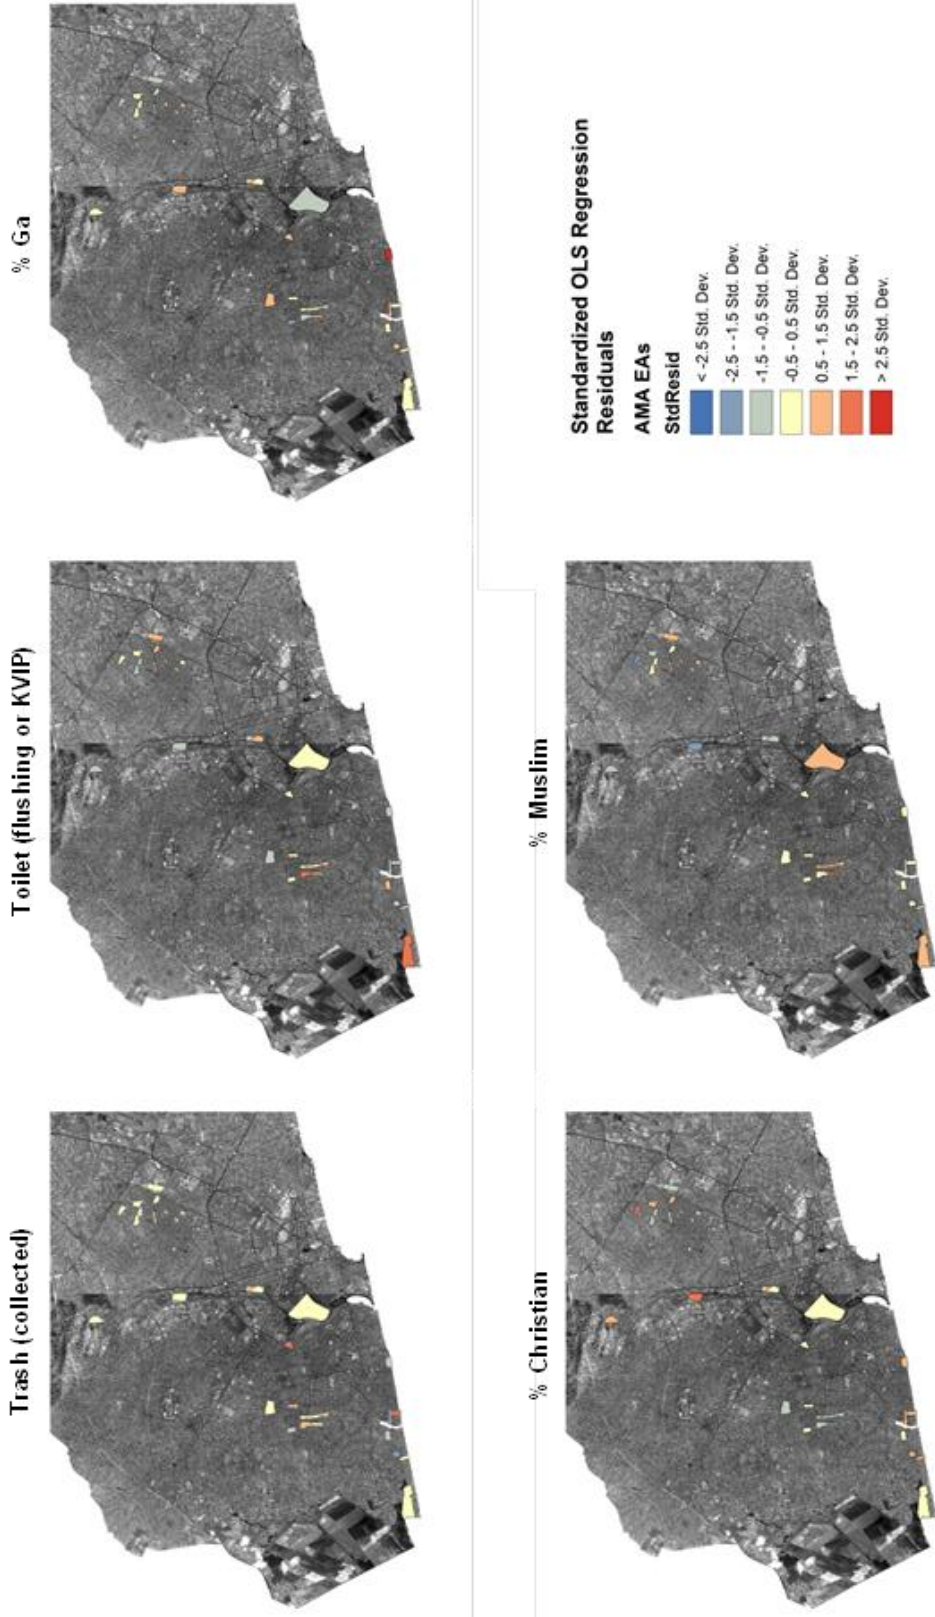 Trash (collected)
Toilet (flushing or KVIP)
% Ga
% Christian
% Muslim
Standardized OLS Regression
Residuals
AMA EAs
StdResid
< -2.5 Std. Dev.
-2.5 - -1.5 Std. Dev.
-1.5 - -0.5 Std. Dev.
-0.5 - 0.5 Std. Dev.
0.5 - 1.5 Std. Dev.
1.5 - 2.5 Std. Dev.
> 2.5 Std. Dev.